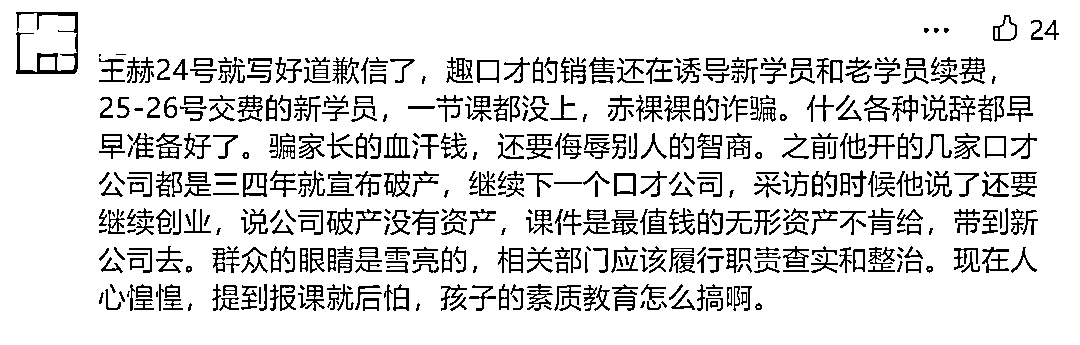 ... 24
王赫24号就写好道歉信了，趣口才的销售还在诱导新学员和老学员续费，
25-26号交费的新学员，一节课都没上，赤裸裸的诈骗。什么各种说辞都早
早准备好了。骗家长的血汗钱，还要侮辱别人的智商。之前他开的几家口才
公司都是三四年就宣布破产，继续下一个口才公司，采访的时候他说了还要
继续创业，说公司破产没有资产，课件是最值钱的无形资产不肯给，带到新
公司去。群众的眼睛是雪亮的，相关部门应该履行职责查实和整治。现在人
心惶惶，提到报课就后怕，孩子的素质教育怎么搞啊。